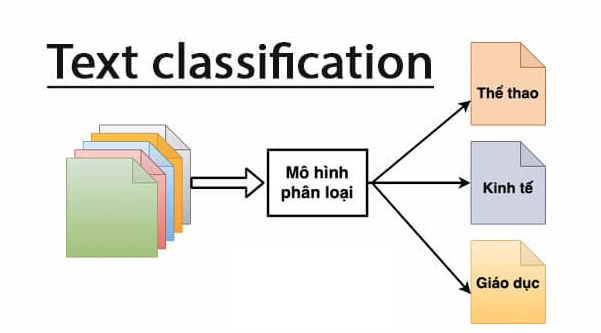 Text classification
Mô hình
phân loại
Thể thao
Kinh tế
Giáo dục